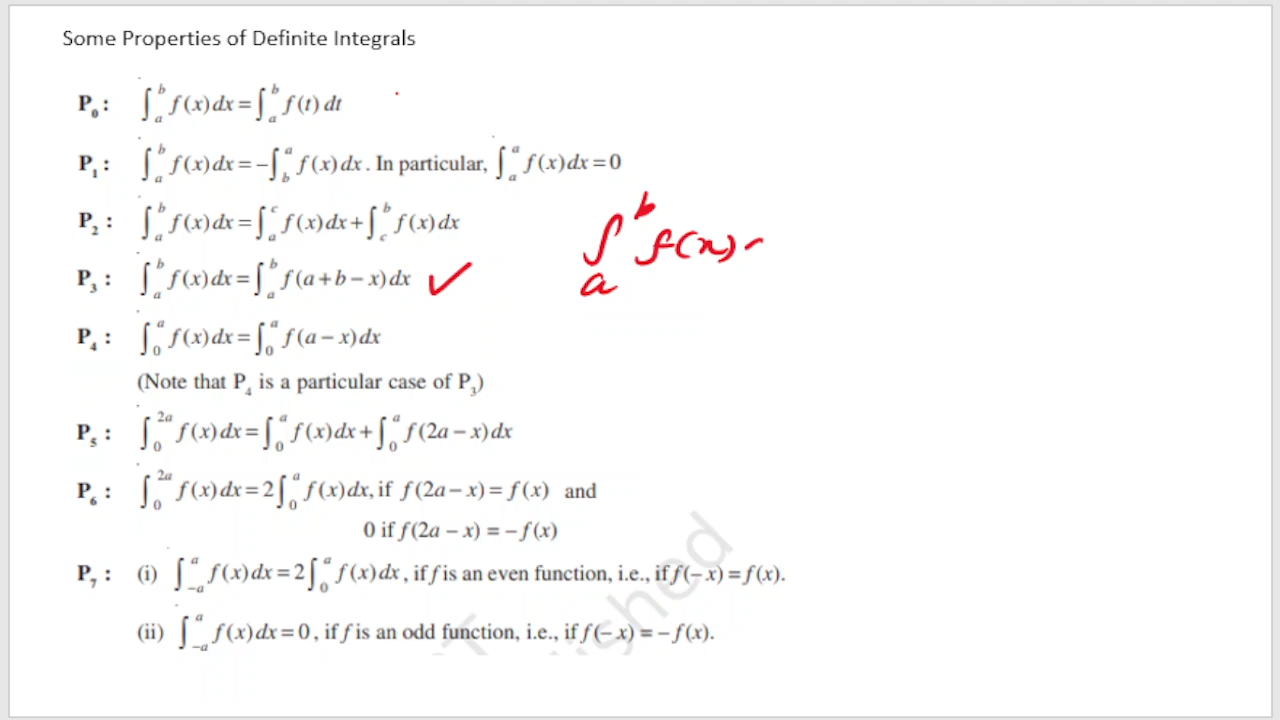 Some Properties of Definite Integrals
P₀ : ∫ₐᵇ f(x) dx = ∫ₐᵇ f(t) dt
P₁ : ∫ₐᵇ f(x) dx = −∫_b^a f(x) dx. In particular, ∫ₐᵃ f(x) dx = 0
P₂ : ∫ₐᵇ f(x) dx = ∫ₐᶜ f(x) dx + ∫_c^b f(x) dx
∫ₐᵇ f(x)
P₃ : ∫ₐᵇ f(x) dx = ∫ₐᵇ f(a + b − x) dx ✓
P₄ : ∫₀ᵃ f(x) dx = ∫₀ᵃ f(a − x) dx
(Note that P₄ is a particular case of P₃)
P₅ : ∫₀²ᵃ f(x) dx = ∫₀ᵃ f(x) dx + ∫₀ᵃ f(2a − x) dx
P₆ : ∫₀²ᵃ f(x) dx = 2∫₀ᵃ f(x) dx, if f(2a − x) = f(x) and
0 if f(2a − x) = − f(x)
P₇ : (i) ∫₋ₐᵃ f(x) dx = 2∫₀ᵃ f(x) dx, if f is an even function, i.e., if f(− x) = f(x).
(ii) ∫₋ₐᵃ f(x) dx = 0, if f is an odd function, i.e., if f(− x) = − f(x).